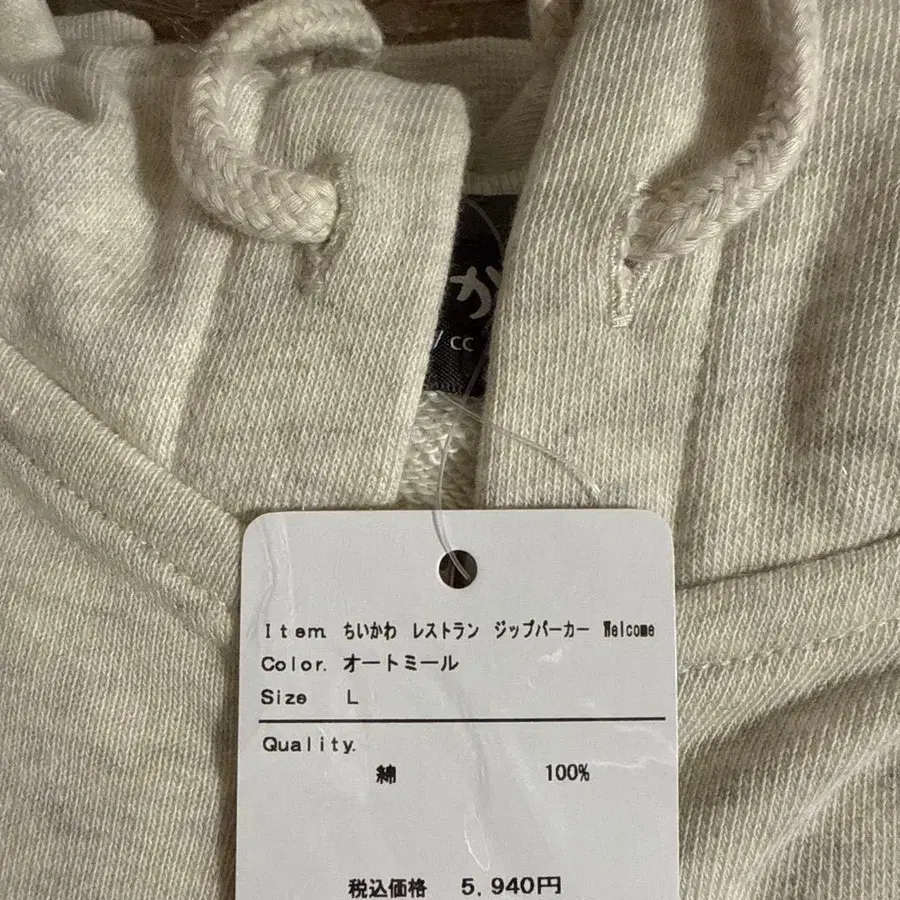 か
/ CC
Item ちいかわ レストラン ジップパーカー Welcome
Color. オートミール
Size L
Quality.
綿 100%
税込価格 5,940円